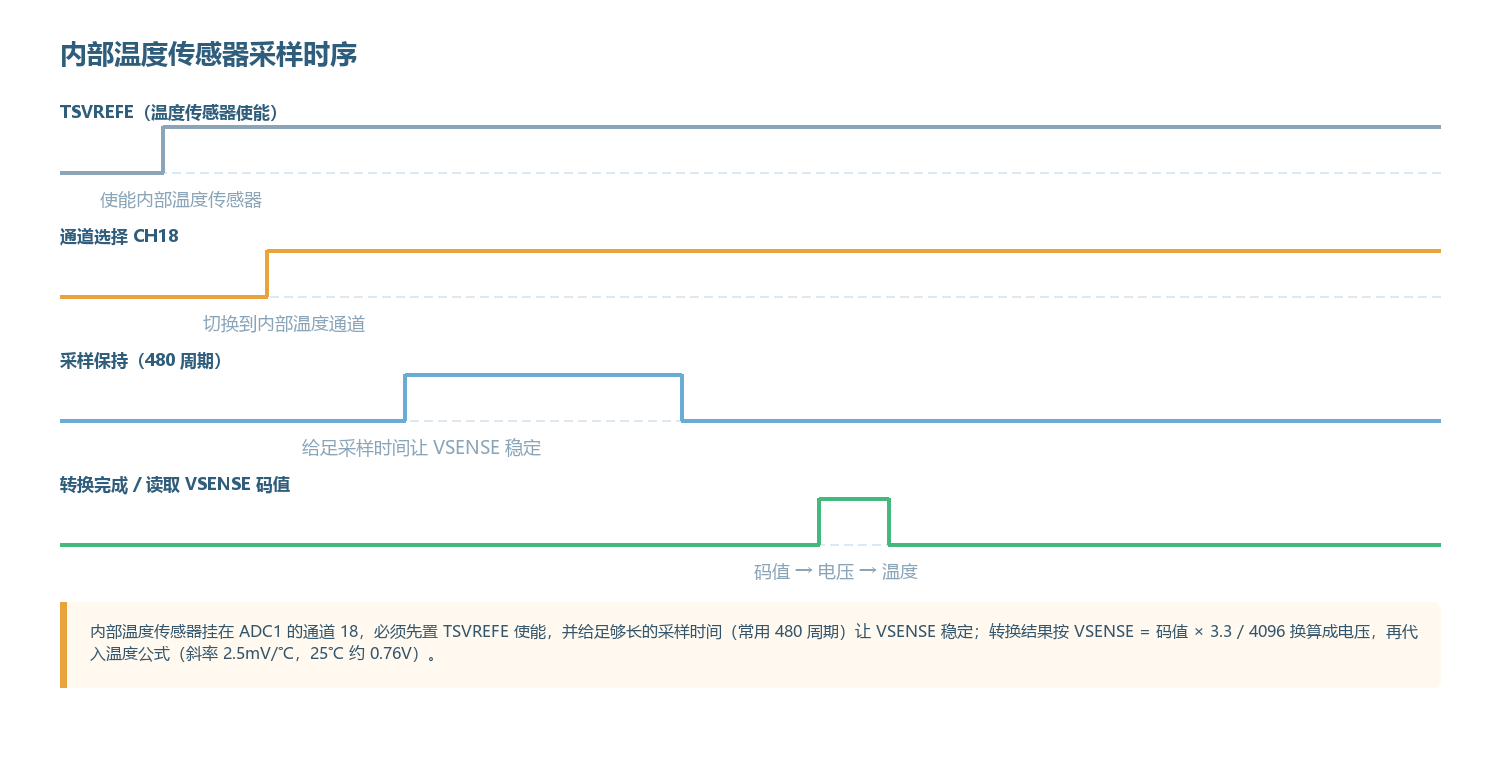 内部温度传感器采样时序
TSVREFE（温度传感器使能）
使能内部温度传感器
通道选择 CH18
切换到内部温度通道
采样保持（480 周期）
给足采样时间让 VSENSE 稳定
转换完成 / 读取 VSENSE 码值
码值 → 电压 → 温度
内部温度传感器挂在 ADC1 的通道 18，必须先置 TSVREFE 使能，并给足够长的采样时间（常用 480 周期）让 VSENSE 稳定；转换结果按 VSENSE = 码值 × 3.3 / 4096 换算成电压，再代
入温度公式（斜率 2.5mV/℃，25℃ 约 0.76V）。